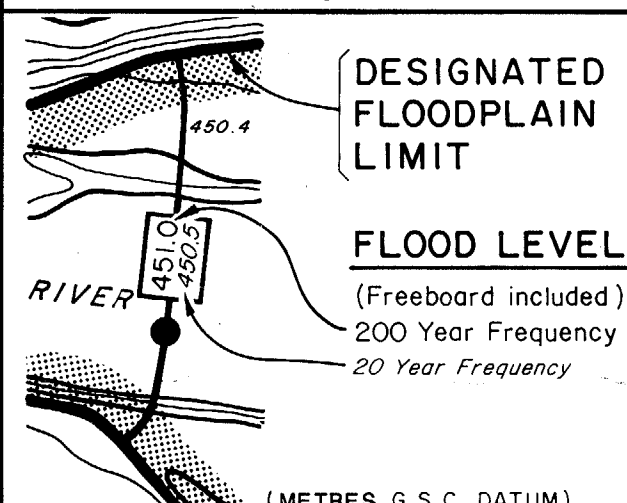 DESIGNATED
FLOODPLAIN
LIMIT
450.4
451.0
450.5
RIVER
FLOOD LEVEL
(Freeboard included)
200 Year Frequency
20 Year Frequency
(METRES G.S.C. DATUM)